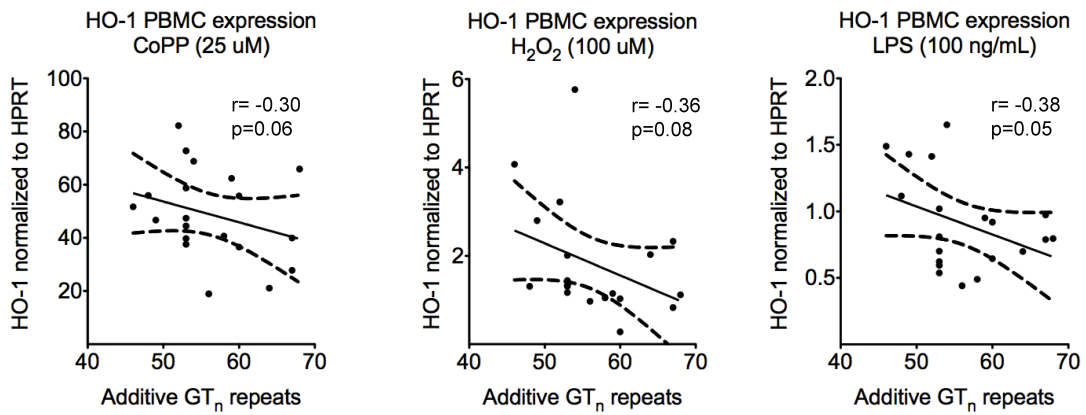 HO-1 PBMC expression
CoPP (25 uM)
HO-1 normalized to HPRT
100
80
60
40
20
r= -0.30
p=0.06
40
50
60
70
Additive GTn repeats
HO-1 PBMC expression
H2O2 (100 uM)
HO-1 normalized to HPRT
6
4
2
r= -0.36
p=0.08
40
50
60
70
Additive GTn repeats
HO-1 PBMC expression
LPS (100 ng/mL)
HO-1 normalized to HPRT
2.0
1.5
1.0
0.5
r= -0.38
p=0.05
40
50
60
70
Additive GTn repeats